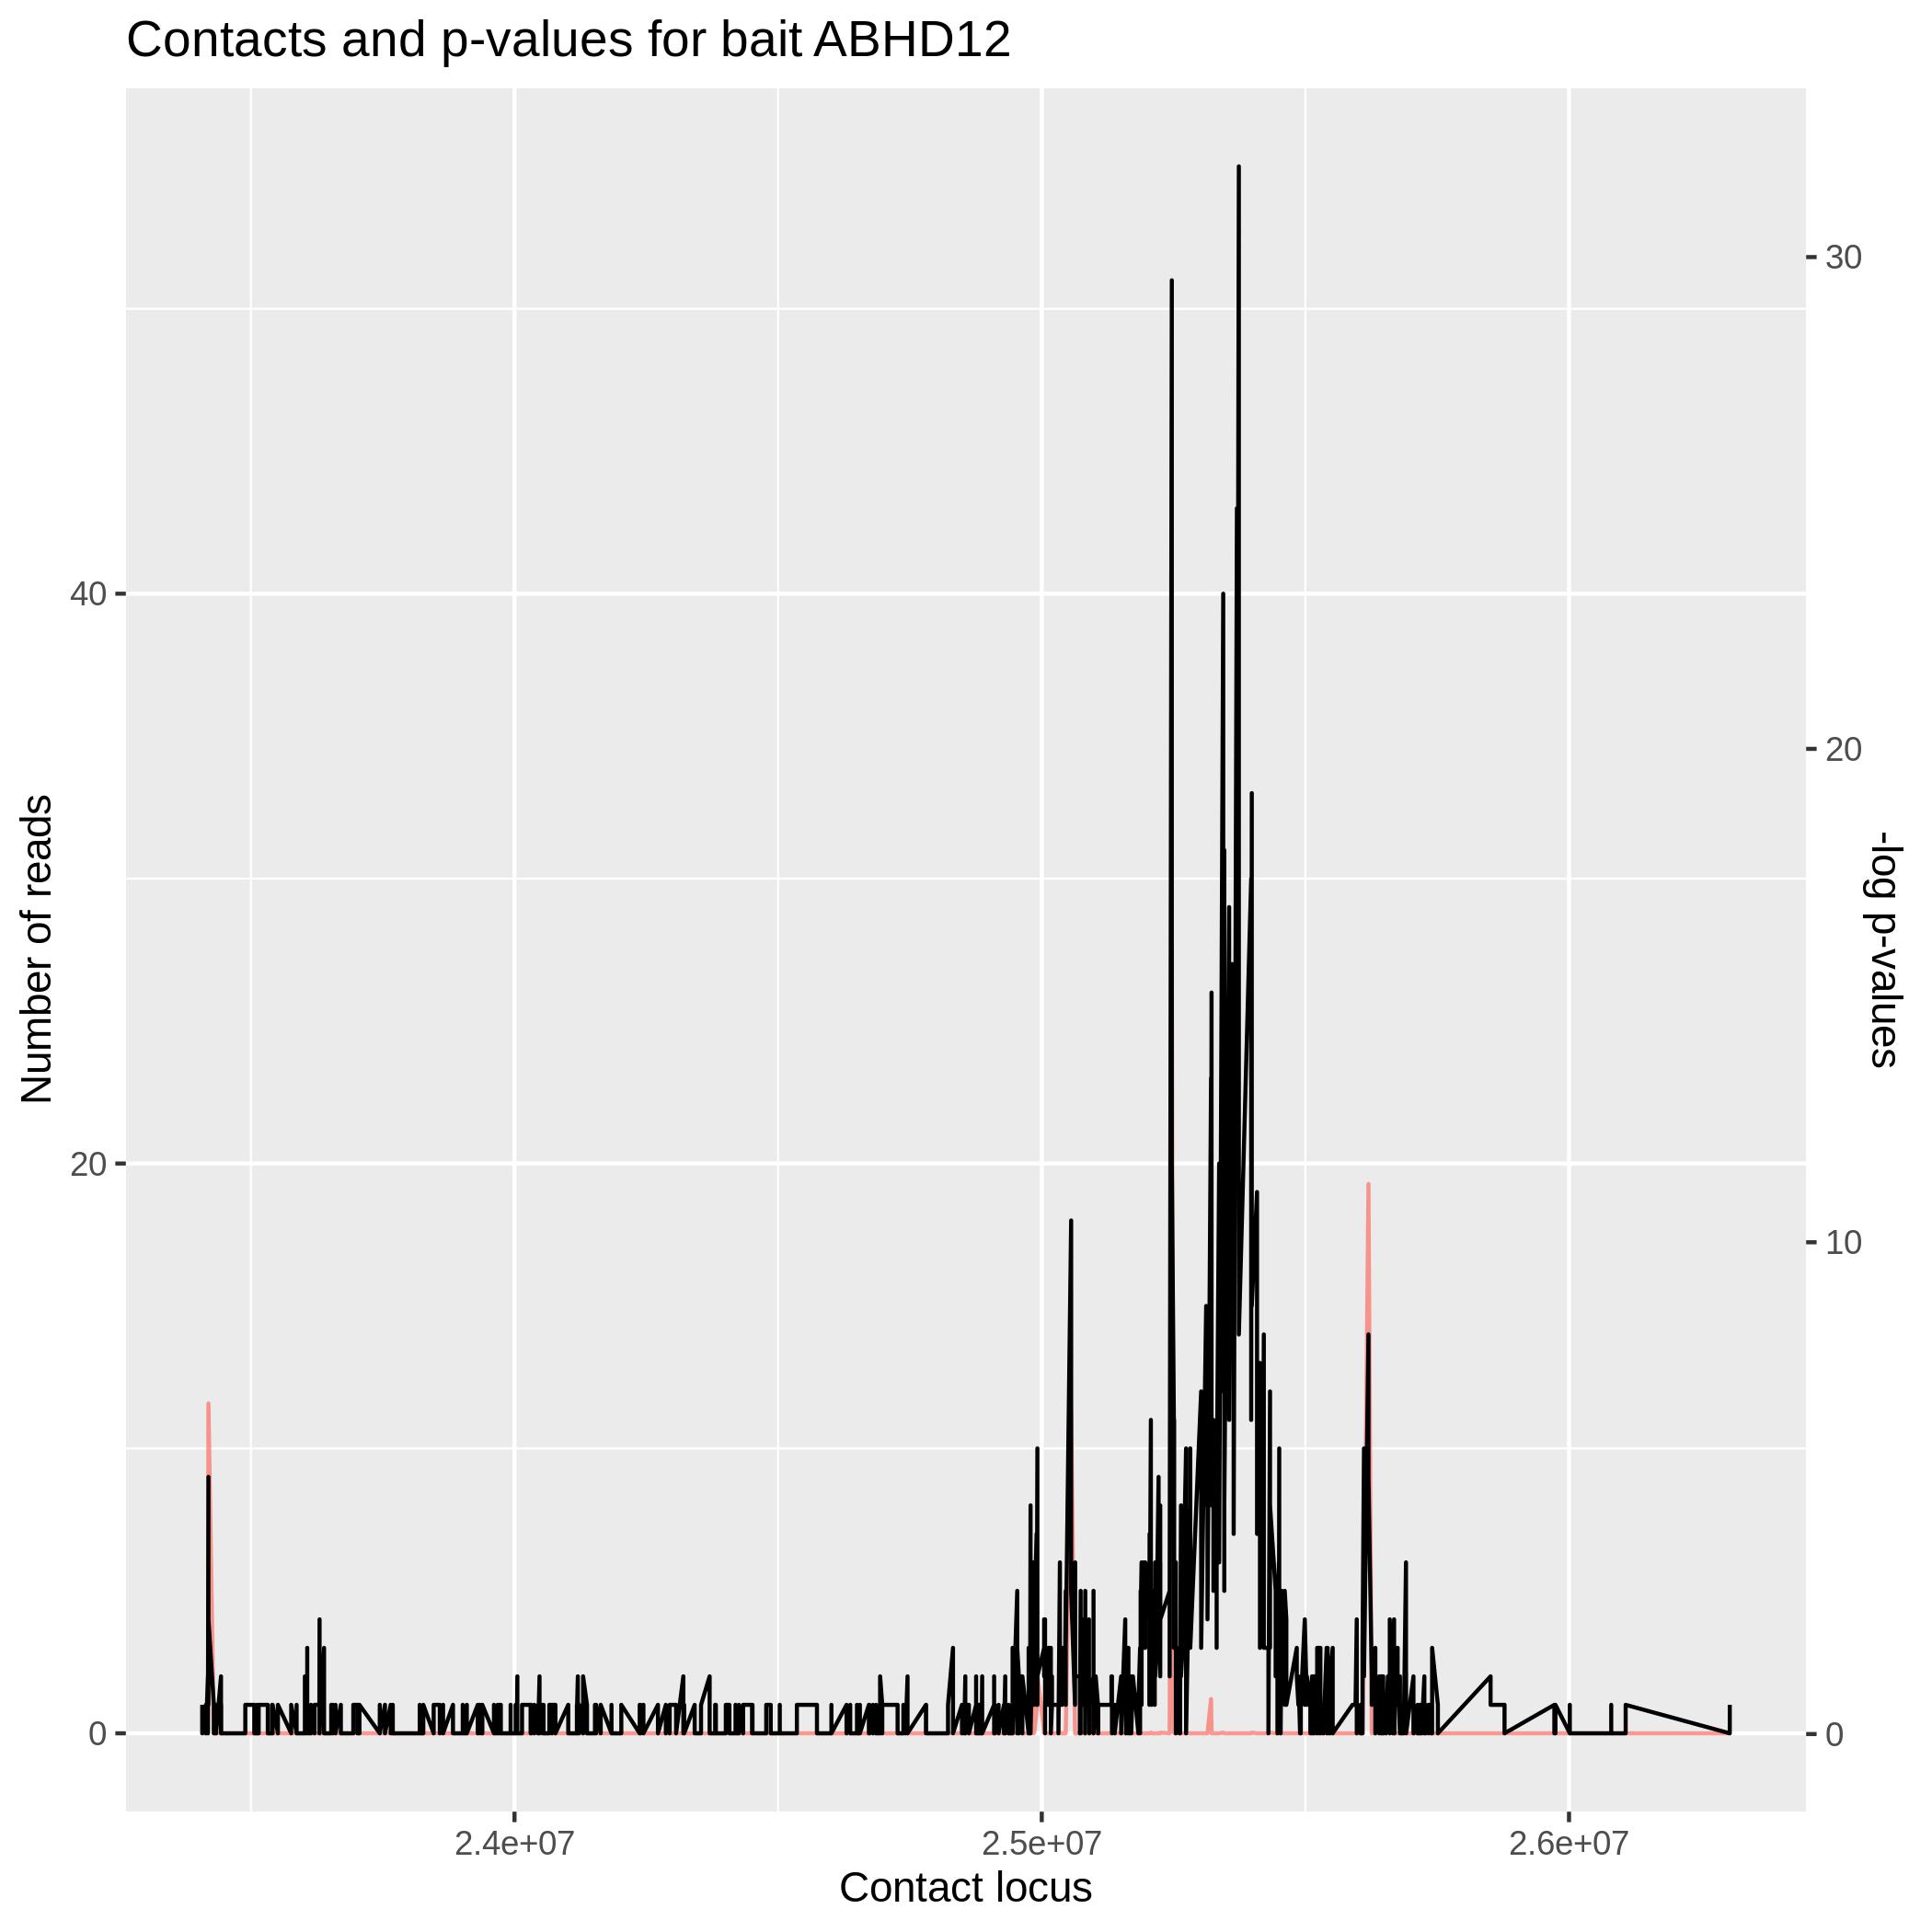 Contacts and p-values for bait ABHD12
Number of reads
40
20
0
30
20
10
0
-log p-values
2.4e+07
2.5e+07
2.6e+07
Contact locus